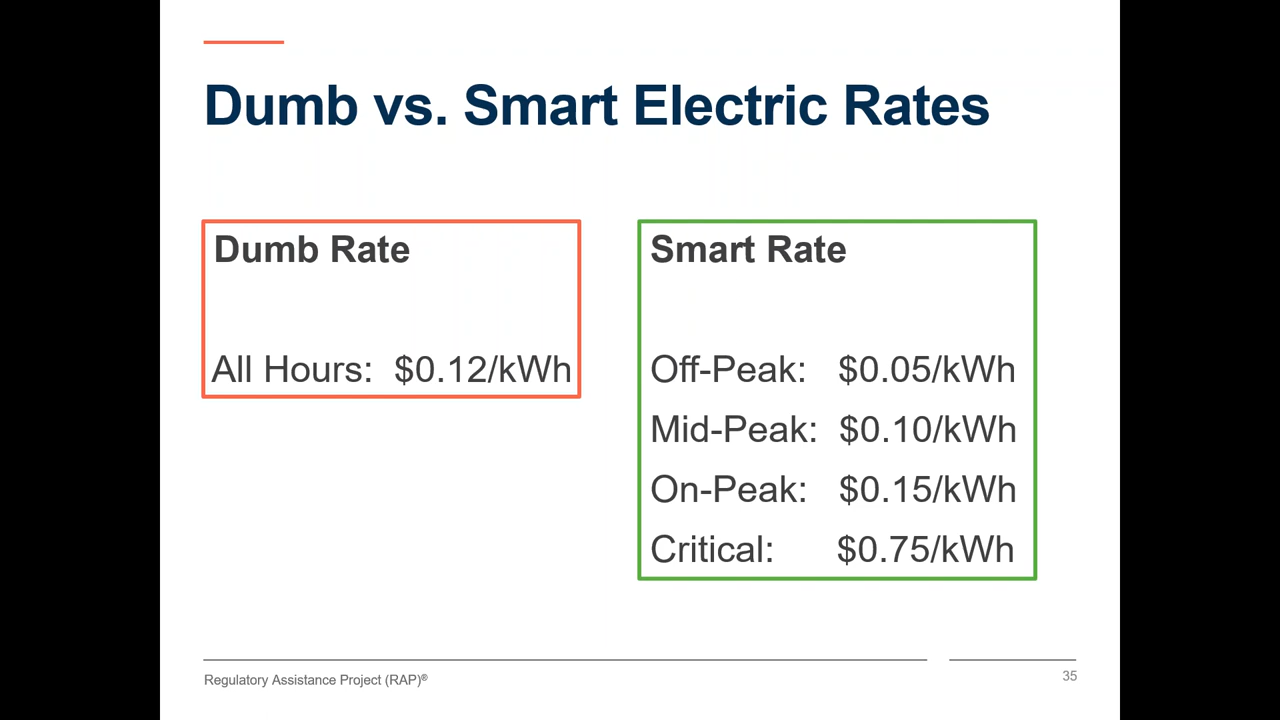 Dumb vs. Smart Electric Rates
Dumb Rate
All Hours: $0.12/kWh
Smart Rate
Off-Peak: $0.05/kWh
Mid-Peak: $0.10/kWh
On-Peak: $0.15/kWh
Critical: $0.75/kWh
Regulatory Assistance Project (RAP)®
35